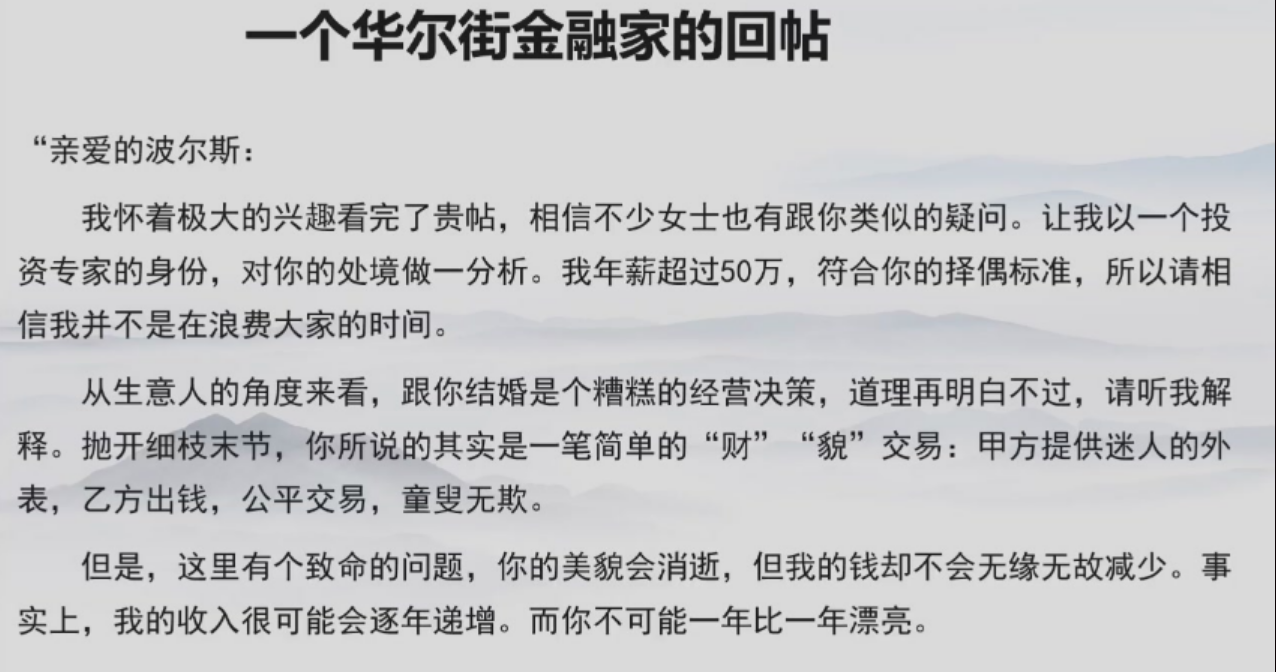 一个华尔街金融家的回帖
“亲爱的波尔斯：
我怀着极大的兴趣看完了贵帖，相信不少女士也有跟你类似的疑问。让我以一个投
资专家的身份，对你的处境做一分析。我年薪超过50万，符合你的择偶标准，所以请相
信我并不是在浪费大家的时间。
从生意人的角度来看，跟你结婚是个糟糕的经营决策，道理再明白不过，请听我解
释。抛开细枝末节，你所说的其实是一笔简单的“财”“貌”交易：甲方提供迷人的外
表，乙方出钱，公平交易，童叟无欺。
但是，这里有个致命的问题，你的美貌会消逝，但我的钱却不会无缘无故减少。事
实上，我的收入很可能会逐年递增。而你不可能一年比一年漂亮。